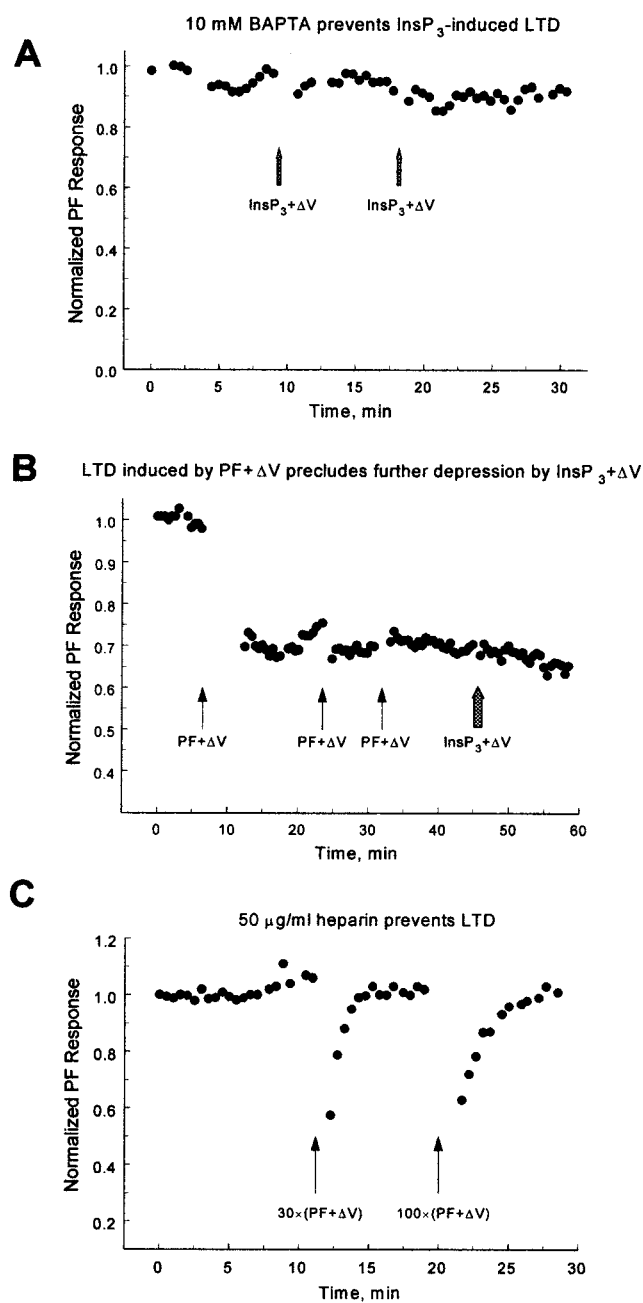 10 mM BAPTA prevents InsP₃-induced LTD
A
Normalized PF Response
1.0
0.8
0.6
0.4
0.2
0.0
InsP₃+ΔV InsP₃+ΔV
0 5 10 15 20 25 30
Time, min
B
LTD induced by PF+ΔV precludes further depression by InsP₃+ΔV
Normalized PF Response
1.0
0.9
0.8
0.7
0.6
0.5
0.4
PF+ΔV PF+ΔV PF+ΔV InsP₃+ΔV
0 10 20 30 40 50 60
Time, min
C
50 μg/ml heparin prevents LTD
Normalized PF Response
1.2
1.0
0.8
0.6
0.4
0.2
30×(PF+ΔV) 100×(PF+ΔV)
0 5 10 15 20 25 30
Time, min